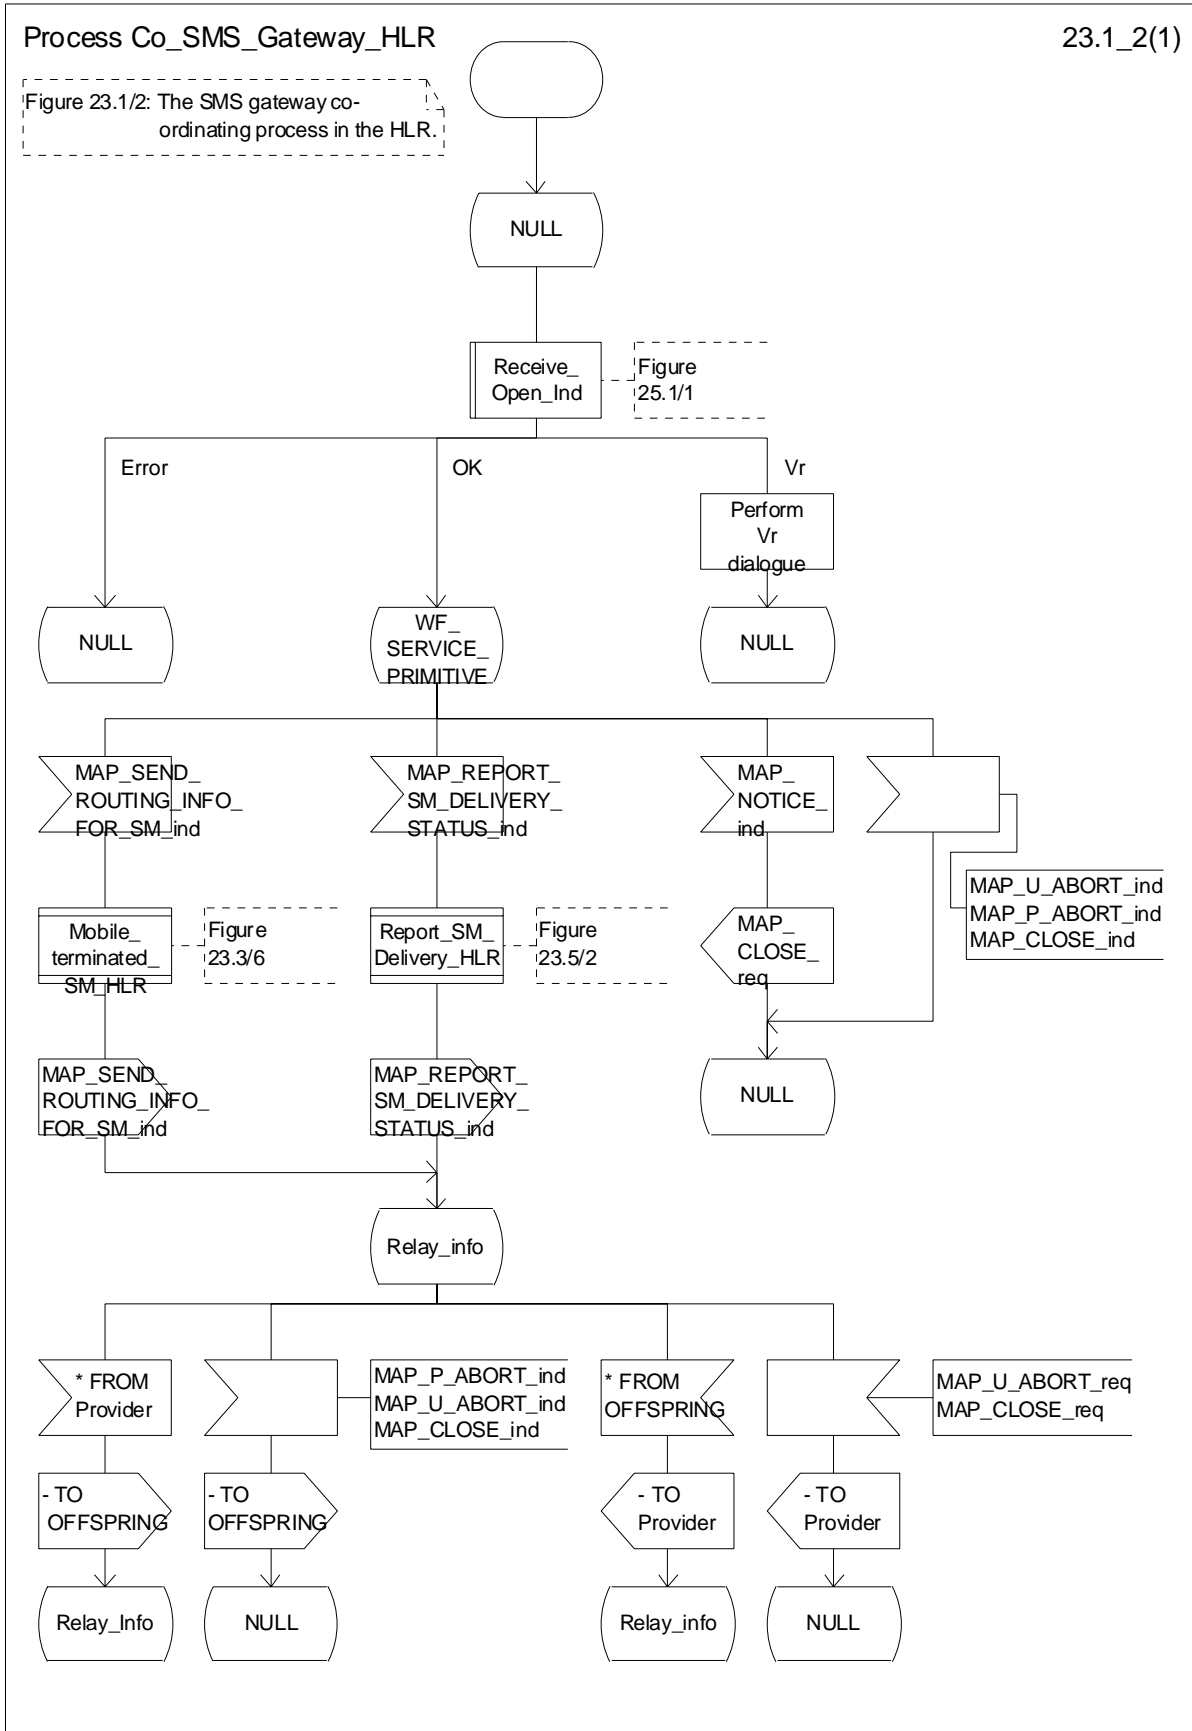 Process Co_SMS_Gateway_HLR
23.1_2(1)
Figure 23.1/2: The SMS gateway co-
ordinating process in the HLR.
NULL
Receive_
Open_Ind
Figure
25.1/1
Error
OK
Vr
Perform
Vr
dialogue
NULL
WF_
SERVICE_
PRIMITIVE
NULL
MAP_SEND_
ROUTING_INFO_
FOR_SM_ind
MAP_REPORT_
SM_DELIVERY_
STATUS_ind
MAP_
NOTICE_
ind
MAP_U_ABORT_ind
MAP_P_ABORT_ind
MAP_CLOSE_ind
Mobile_
terminated_
SM_HLR
Figure
23.3/6
Report_SM_
Delivery_HLR
Figure
23.5/2
MAP_
CLOSE_
req
MAP_SEND_
ROUTING_INFO_
FOR_SM_ind
MAP_REPORT_
SM_DELIVERY_
STATUS_ind
NULL
Relay_info
* FROM
Provider
MAP_P_ABORT_ind
MAP_U_ABORT_ind
MAP_CLOSE_ind
* FROM
OFFSPRING
MAP_U_ABORT_req
MAP_CLOSE_req
- TO
OFFSPRING
- TO
OFFSPRING
- TO
Provider
- TO
Provider
Relay_Info
NULL
Relay_info
NULL